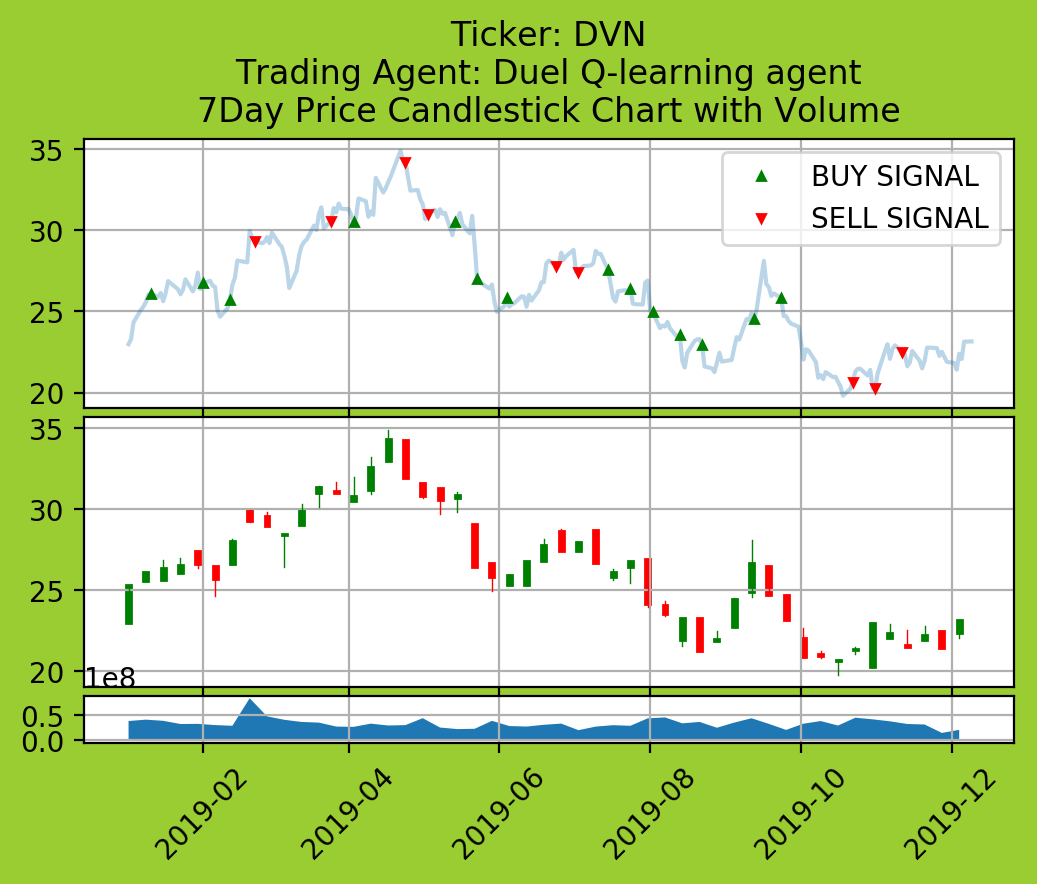 Ticker: DVN
Trading Agent: Duel Q-learning agent
7Day Price Candlestick Chart with Volume
35
30
25
20
BUY SIGNAL
SELL SIGNAL
35
30
25
20
1e8
0.5
0.0
2019-02
2019-04
2019-06
2019-08
2019-10
2019-12